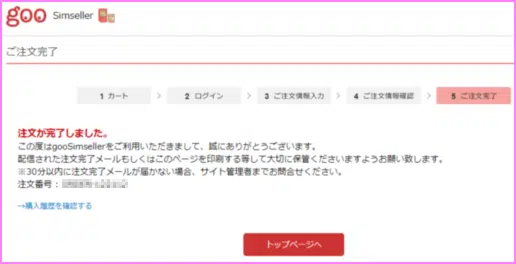 goo Simseller
ご注文完了
1 カート > 2 ログイン > 3 ご注文情報入力 > 4 ご注文情報確認 > 5 ご注文完了
注文が完了しました。
この度はgooSimsellerをご利用いただきまして、誠にありがとうございます。
配信された注文完了メールもしくはこのページを印刷する等して大切に保管くださいますようお願い致します。
※30分以内に注文完了メールが届かない場合、サイト管理者までお問合せください。
注文番号：
→購入履歴を確認する
トップページへ